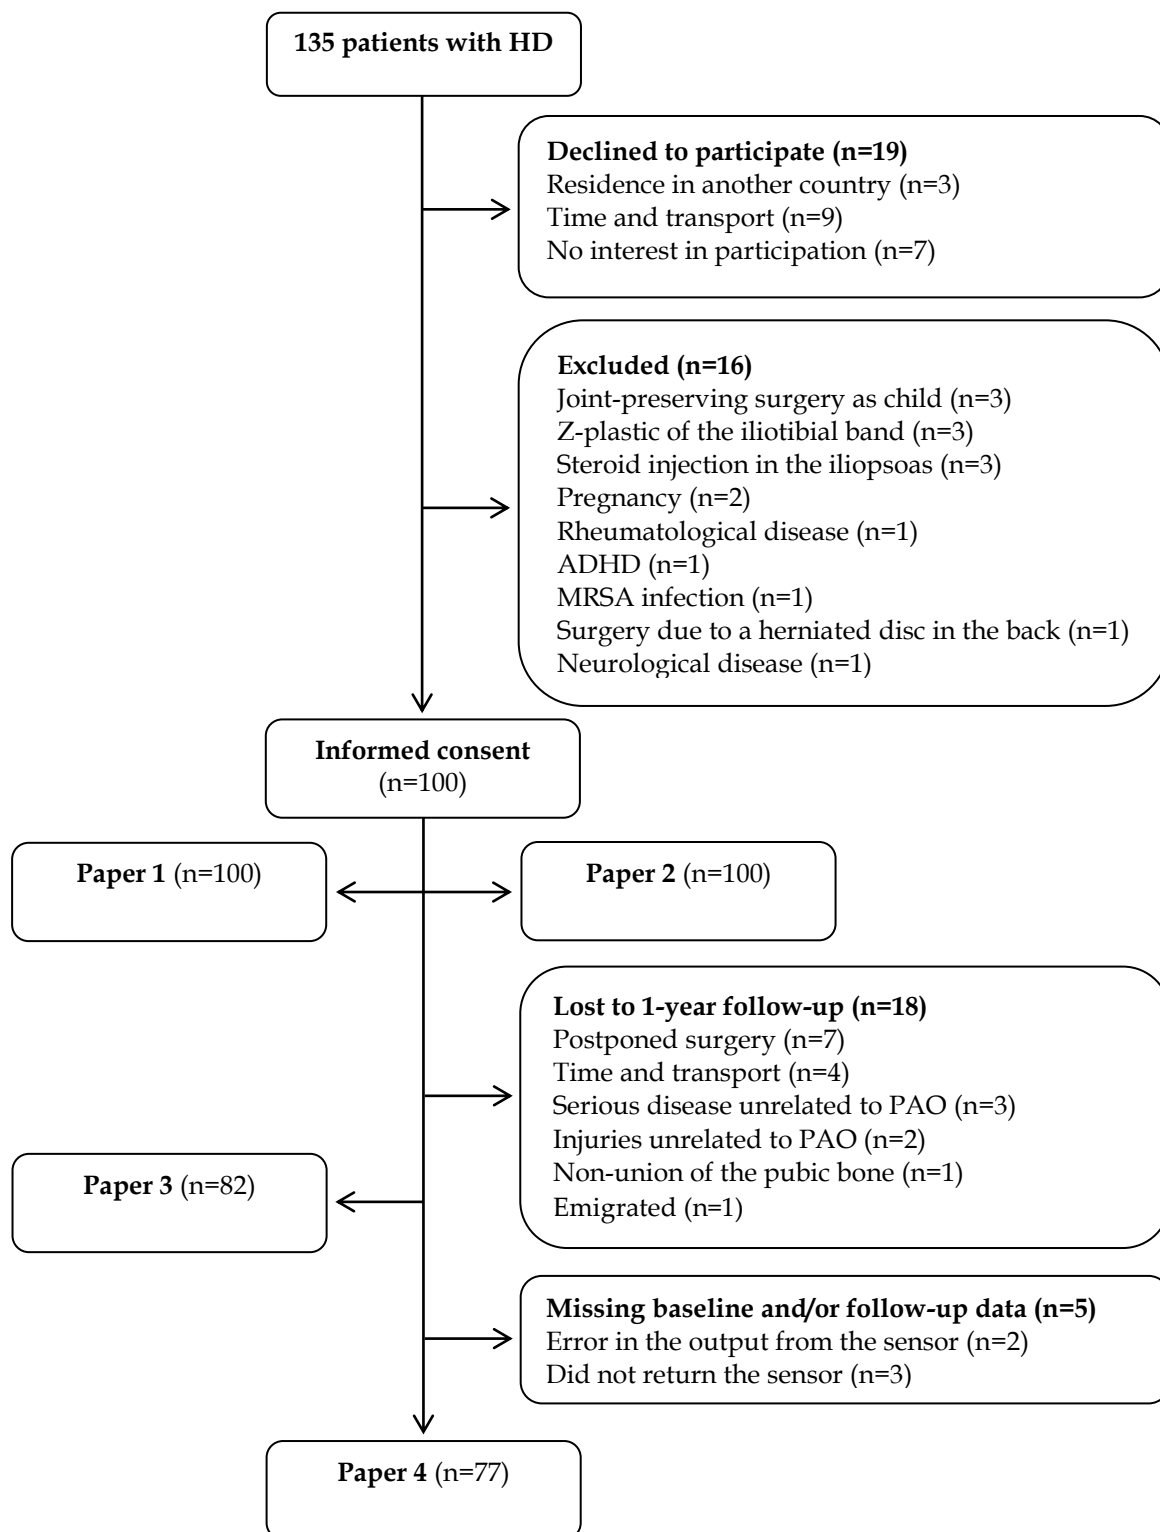 135 patients with HD
Declined to participate (n=19)
Residence in another country (n=3)
Time and transport (n=9)
No interest in participation (n=7)
Excluded (n=16)
Joint-preserving surgery as child (n=3)
Z-plastic of the iliotibial band (n=3)
Steroid injection in the iliopsoas (n=3)
Pregnancy (n=2)
Rheumatological disease (n=1)
ADHD (n=1)
MRSA infection (n=1)
Surgery due to a herniated disc in the back (n=1)
Neurological disease (n=1)
Informed consent
(n=100)
Paper 1 (n=100)
Paper 2 (n=100)
Lost to 1-year follow-up (n=18)
Postponed surgery (n=7)
Time and transport (n=4)
Serious disease unrelated to PAO (n=3)
Injuries unrelated to PAO (n=2)
Non-union of the pubic bone (n=1)
Emigrated (n=1)
Paper 3 (n=82)
Missing baseline and/or follow-up data (n=5)
Error in the output from the sensor (n=2)
Did not return the sensor (n=3)
Paper 4 (n=77)